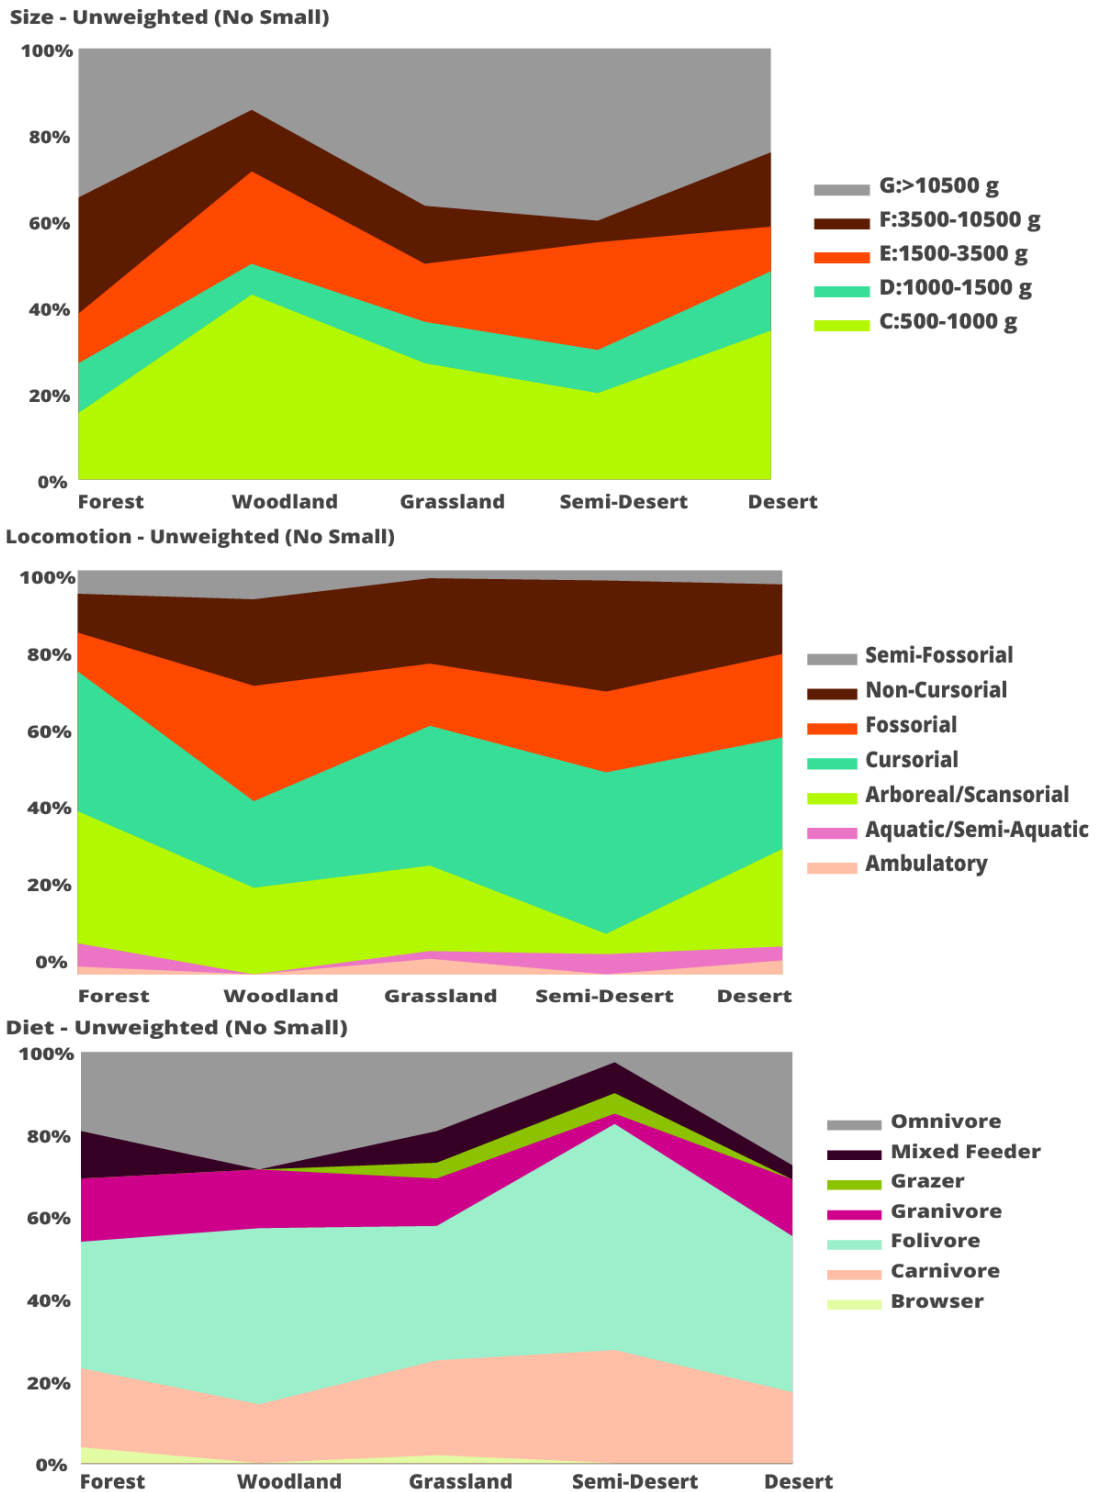 Size - Unweighted (No Small)
100%
80%
60%
40%
20%
0%
Forest Woodland Grassland Semi-Desert Desert
G:>10500 g
F:3500-10500 g
E:1500-3500 g
D:1000-1500 g
C:500-1000 g
Locomotion - Unweighted (No Small)
100%
80%
60%
40%
20%
0%
Forest Woodland Grassland Semi-Desert Desert
Semi-Fossorial
Non-Cursorial
Fossorial
Cursorial
Arboreal/Scansorial
Aquatic/Semi-Aquatic
Ambulatory
Diet - Unweighted (No Small)
100%
80%
60%
40%
20%
0%
Forest Woodland Grassland Semi-Desert Desert
Omnivore
Mixed Feeder
Grazer
Granivore
Folivore
Carnivore
Browser